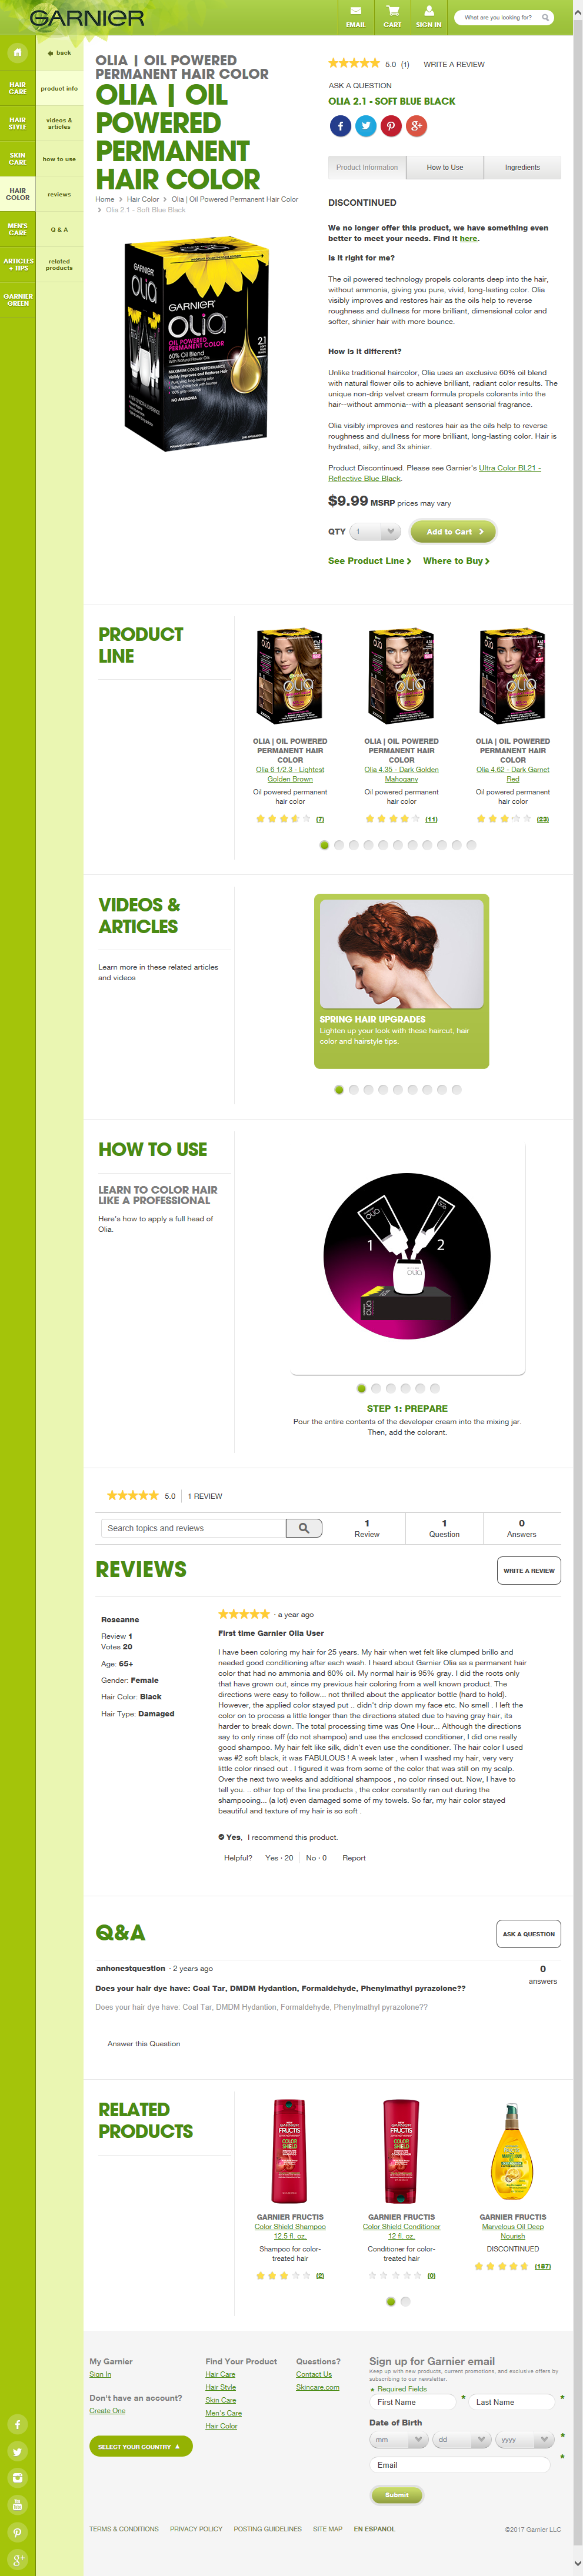 GARNIER
EMAIL
CART
SIGN IN
What are you looking for?
HAIR
CARE
HAIR
STYLE
SKIN
CARE
HAIR
COLOR
MEN'S
CARE
ARTICLES
+ TIPS
GARNIER
GREEN
back
product info
videos &
articles
how to use
reviews
Q & A
related
products
OLIA | OIL POWERED
PERMANENT HAIR COLOR
OLIA | OIL
POWERED
PERMANENT
HAIR COLOR
Home > Hair Color > Olia | Oil Powered Permanent Hair Color
> Olia 2.1 - Soft Blue Black
GARNIER
OLIA
OIL POWERED
PERMANENT COLOR
60% Oil Blend
With Natural Flower Oils
MAXIMUM COLOR PERFORMANCE
NO AMMONIA
2.1
5.0 (1) WRITE A REVIEW
ASK A QUESTION
OLIA 2.1 - SOFT BLUE BLACK
Product Information
How to Use
Ingredients
DISCONTINUED
We no longer offer this product, we have something even
better to meet your needs. Find it here.
Is it right for me?
The oil powered technology propels colorants deep into the hair,
without ammonia, giving you pure, vivid, long-lasting color. Olia
visibly improves and restores hair as the oils help to reverse
roughness and dullness for more brilliant, dimensional color and
softer, shinier hair with more bounce.
How is it different?
Unlike traditional haircolor, Olia uses an exclusive 60% oil blend
with natural flower oils to achieve brilliant, radiant color results. The
unique non-drip velvet cream formula propels colorants into the
hair--without ammonia--with a pleasant sensorial fragrance.
Olia visibly improves and restores hair as the oils help to reverse
roughness and dullness for more brilliant, long-lasting color. Hair is
hydrated, silky, and 3x shinier.
Product Discontinued. Please see Garnier's Ultra Color BL21 -
Reflective Blue Black.
$9.99 MSRP prices may vary
QTY 1 Add to Cart
See Product Line > Where to Buy >
PRODUCT
LINE
OLIA | OIL POWERED
PERMANENT HAIR
COLOR
Olia 6 1/2.3 - Lightest
Golden Brown
Oil powered permanent
hair color
(7)
OLIA | OIL POWERED
PERMANENT HAIR
COLOR
Olia 4.35 - Dark Golden
Mahogany
Oil powered permanent
hair color
(11)
OLIA | OIL POWERED
PERMANENT HAIR
COLOR
Olia 4.62 - Dark Garnet
Red
Oil powered permanent
hair color
(23)
VIDEOS &
ARTICLES
Learn more in these related articles
and videos
SPRING HAIR UPGRADES
Lighten up your look with these haircut, hair
color and hairstyle tips.
HOW TO USE
LEARN TO COLOR HAIR
LIKE A PROFESSIONAL
Here's how to apply a full head of
Olia.
1
2
STEP 1: PREPARE
Pour the entire contents of the developer cream into the mixing jar.
Then, add the colorant.
5.0 1 REVIEW
Search topics and reviews
1
Review
1
Question
0
Answers
REVIEWS
WRITE A REVIEW
Roseanne
Review 1
Votes 20
Age: 65+
Gender: Female
Hair Color: Black
Hair Type: Damaged
· a year ago
First time Garnier Olia User
I have been coloring my hair for 25 years. My hair when wet felt like clumped brillo and
needed good conditioning after each wash. I heard about Garnier Olia as a permanent hair
color that had no ammonia and 60% oil. My normal hair is 95% gray. I did the roots only
that have grown out, since my previous hair coloring from a well known product. The
directions were easy to follow... not thrilled about the applicator bottle (hard to hold).
However, the applied color stayed put .. didn't drip down my face etc. No smell . I left the
color on to process a little longer than the directions stated due to having gray hair, its
harder to break down. The total processing time was One Hour... Although the directions
say to only rinse off (do not shampoo) and use the enclosed conditioner, I did one really
good shampoo. My hair felt like silk, didn't even use the conditioner. The hair color I used
was #2 soft black, it was FABULOUS ! A week later , when I washed my hair, very very
little color rinsed out . I figured it was from some of the color that was still on my scalp.
Over the next two weeks and additional shampoos , no color rinsed out. Now, I have to
tell you. .. other top of the line products , the color constantly ran out during the
shampooing... (a lot) even damaged some of my towels. So far, my hair color stayed
beautiful and texture of my hair is so soft .
Yes, I recommend this product.
Helpful? Yes · 20 No · 0 Report
Q&A
ASK A QUESTION
anhonestquestion · 2 years ago
0
answers
Does your hair dye have: Coal Tar, DMDM Hydantion, Formaldehyde, Phenylmathyl pyrazolone??
Does your hair dye have: Coal Tar, DMDM Hydantion, Formaldehyde, Phenylmathyl pyrazolone??
Answer this Question
RELATED
PRODUCTS
GARNIER FRUCTIS
Color Shield Shampoo
12.5 fl. oz.
Shampoo for color-
treated hair
(2)
GARNIER FRUCTIS
Color Shield Conditioner
12 fl. oz.
Conditioner for color-
treated hair
(0)
GARNIER FRUCTIS
Marvelous Oil Deep
Nourish
DISCONTINUED
(187)
My Garnier
Sign In
Don't have an account?
Create One
SELECT YOUR COUNTRY
Find Your Product
Hair Care
Hair Style
Skin Care
Men's Care
Hair Color
Questions?
Contact Us
Skincare.com
Sign up for Garnier email
Keep up with new products, current promotions, and exclusive offers by
subscribing to our newsletter.
★ Required Fields
First Name * Last Name *
Date of Birth
mm dd yyyy *
Email *
Submit
TERMS & CONDITIONS PRIVACY POLICY POSTING GUIDELINES SITE MAP EN ESPANOL
©2017 Garnier LLC